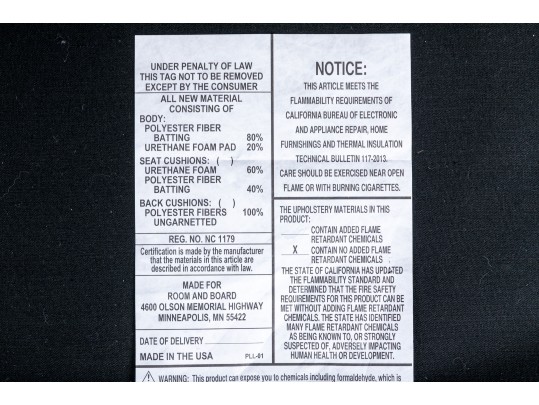 UNDER PENALTY OF LAW
THIS TAG NOT TO BE REMOVED
EXCEPT BY THE CONSUMER
ALL NEW MATERIAL
CONSISTING OF
BODY:
POLYESTER FIBER
BATTING 80%
URETHANE FOAM PAD 20%
SEAT CUSHIONS: ( )
URETHANE FOAM 60%
POLYESTER FIBER
BATTING 40%
BACK CUSHIONS: ( )
POLYESTER FIBERS 100%
UNGARNETTED
REG. NO. NC 1179
Certification is made by the manufacturer
that the materials in this article are
described in accordance with law.
MADE FOR
ROOM AND BOARD
4600 OLSON MEMORIAL HIGHWAY
MINNEAPOLIS, MN 55422
DATE OF DELIVERY
MADE IN THE USA PLL-01
NOTICE:
THIS ARTICLE MEETS THE
FLAMMABILITY REQUIREMENTS OF
CALIFORNIA BUREAU OF ELECTRONIC
AND APPLIANCE REPAIR, HOME
FURNISHINGS AND THERMAL INSULATION
TECHNICAL BULLETIN 117-2013.
CARE SHOULD BE EXERCISED NEAR OPEN
FLAME OR WITH BURNING CIGARETTES.
THE UPHOLSTERY MATERIALS IN THIS
PRODUCT:
CONTAIN ADDED FLAME
RETARDANT CHEMICALS
X CONTAIN NO ADDED FLAME
RETARDANT CHEMICALS
THE STATE OF CALIFORNIA HAS UPDATED
THE FLAMMABILITY STANDARD AND
DETERMINED THAT THE FIRE SAFETY
REQUIREMENTS FOR THIS PRODUCT CAN BE
MET WITHOUT ADDING FLAME RETARDANT
CHEMICALS. THE STATE HAS IDENTIFIED
MANY FLAME RETARDANT CHEMICALS
AS BEING KNOWN TO, OR STRONGLY
SUSPECTED OF, ADVERSELY IMPACTING
HUMAN HEALTH OR DEVELOPMENT.
WARNING: This product can expose you to chemicals including formaldehyde, which is